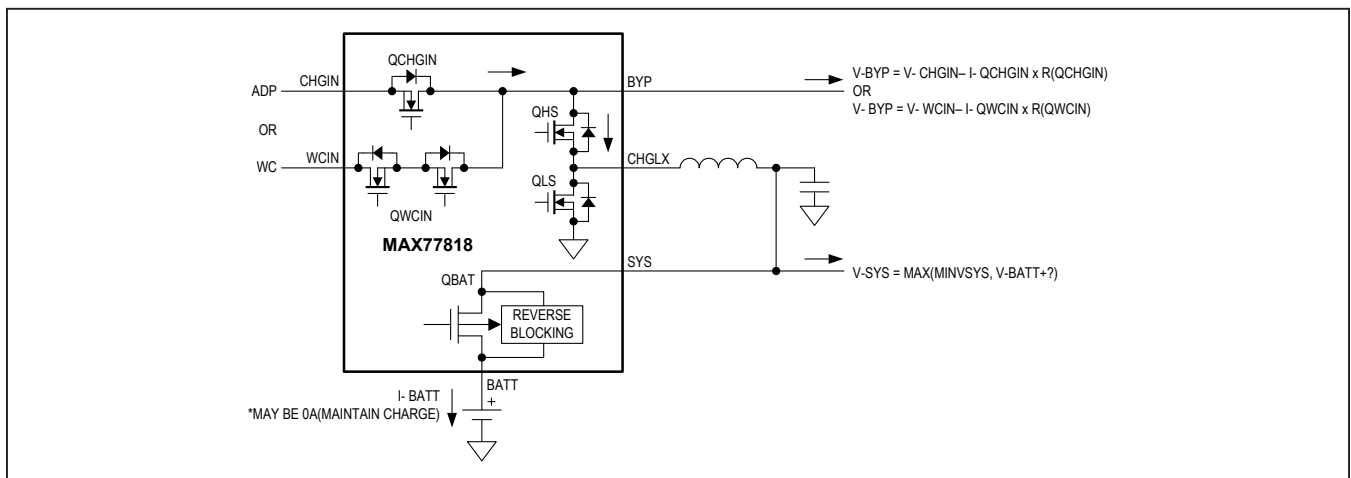 QCHGIN
ADP
CHGIN
BYP
V-BYP = V- CHGIN– I- QCHGIN x R(QCHGIN)
OR
V- BYP = V- WCIN– I- QWCIN x R(QWCIN)
OR
QHS
WC
WCIN
CHGLX
QLS
QWCIN
MAX77818
SYS
QBAT
V-SYS = MAX(MINVSYS, V-BATT+?)
REVERSE
BLOCKING
BATT
I- BATT
+
*MAY BE 0A(MAINTAIN CHARGE)